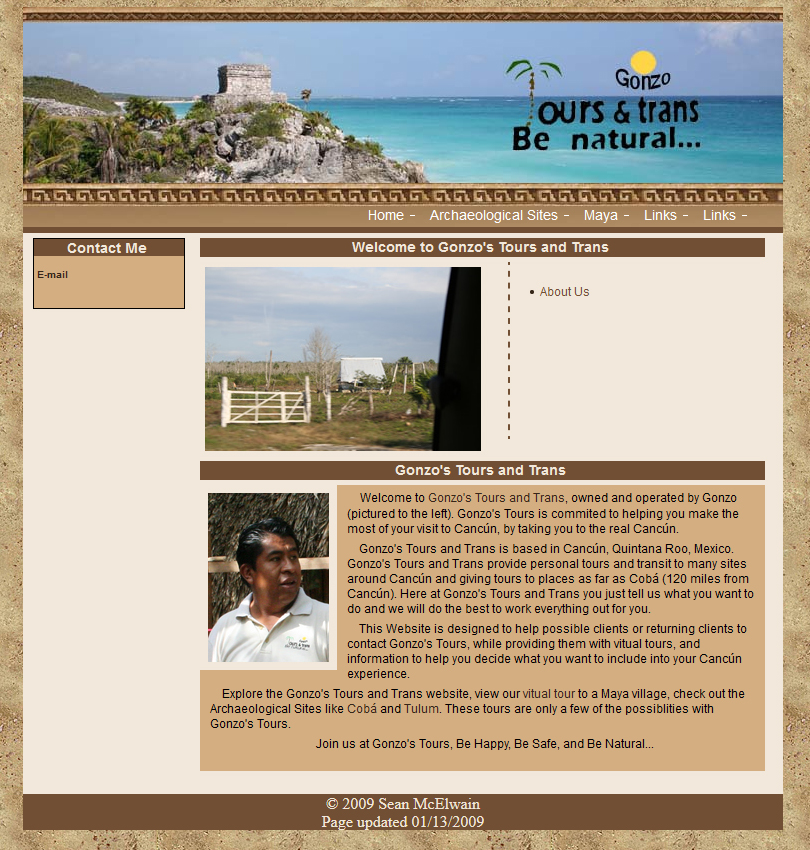 Gonzo
Tours & trans
Be natural...
Home - Archaeological Sites - Maya - Links - Links -
Contact Me
E-mail
Welcome to Gonzo's Tours and Trans
About Us
Gonzo's Tours and Trans
Welcome to Gonzo's Tours and Trans, owned and operated by Gonzo
(pictured to the left). Gonzo's Tours is commited to helping you make the
most of your visit to Cancún, by taking you to the real Cancún.
Gonzo's Tours and Trans is based in Cancún, Quintana Roo, Mexico.
Gonzo's Tours and Trans provide personal tours and transit to many sites
around Cancún and giving tours to places as far as Cobá (120 miles from
Cancún). Here at Gonzo's Tours and Trans you just tell us what you want to
do and we will do the best to work everything out for you.
This Website is designed to help possible clients or returning clients to
contact Gonzo's Tours, while providing them with vitual tours, and
information to help you decide what you want to include into your Cancún
experience.
Explore the Gonzo's Tours and Trans website, view our vitual tour to a Maya village, check out the
Archaeological Sites like Cobá and Tulum. These tours are only a few of the possiblities with
Gonzo's Tours.
Join us at Gonzo's Tours, Be Happy, Be Safe, and Be Natural...
© 2009 Sean McElwain
Page updated 01/13/2009